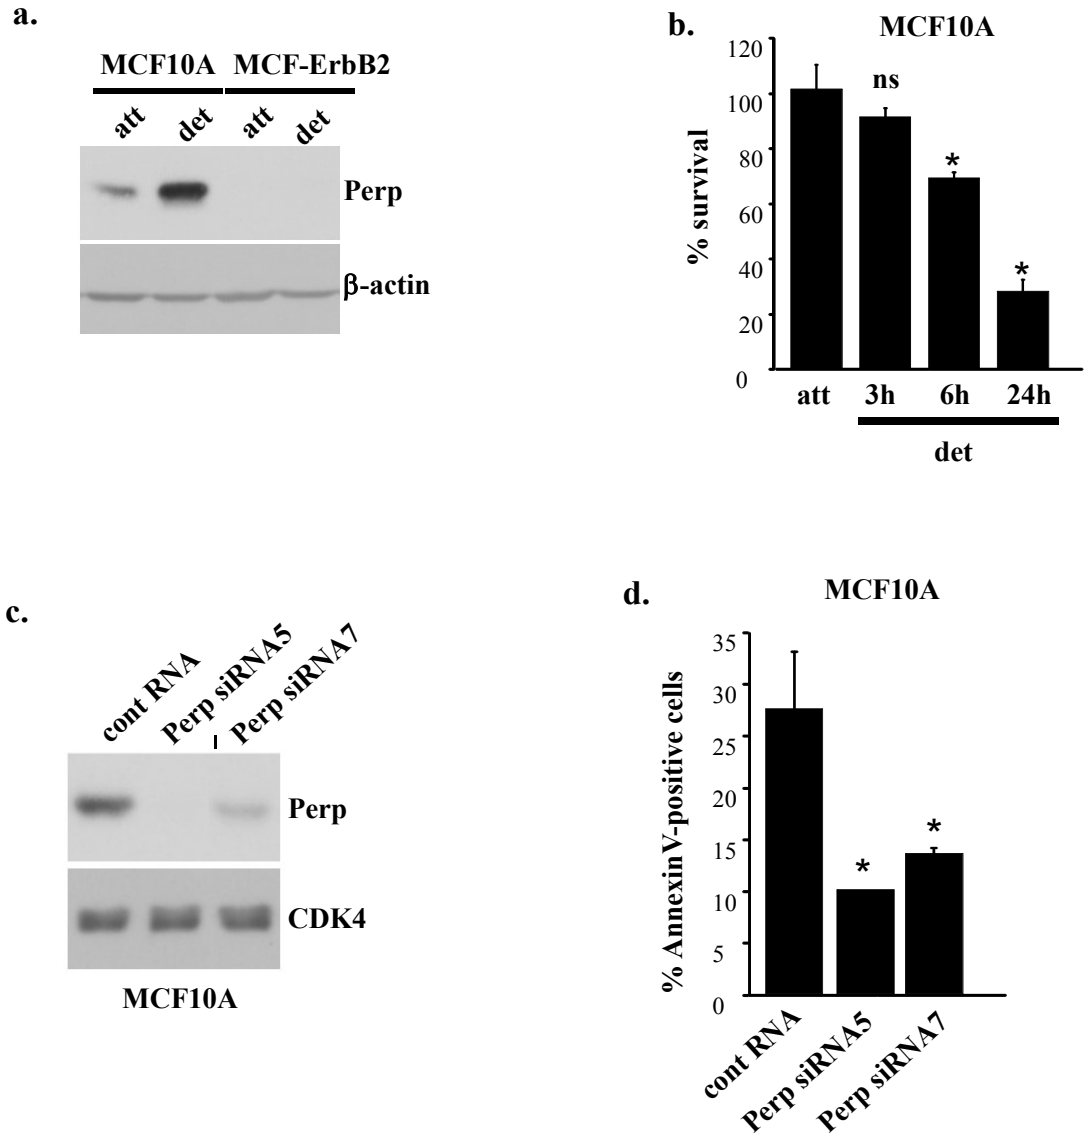 a.
MCF10A MCF-ErbB2
att det att det
Perp
β-actin
b.
MCF10A
% survival
120
100
80
60
40
20
0
ns
*
*
att 3h 6h 24h
det
c.
cont RNA
Perp siRNA5
Perp siRNA7
Perp
CDK4
MCF10A
d.
MCF10A
% AnnexinV-positive cells
35
30
25
20
15
10
5
0
*
*
cont RNA
Perp siRNA5
Perp siRNA7